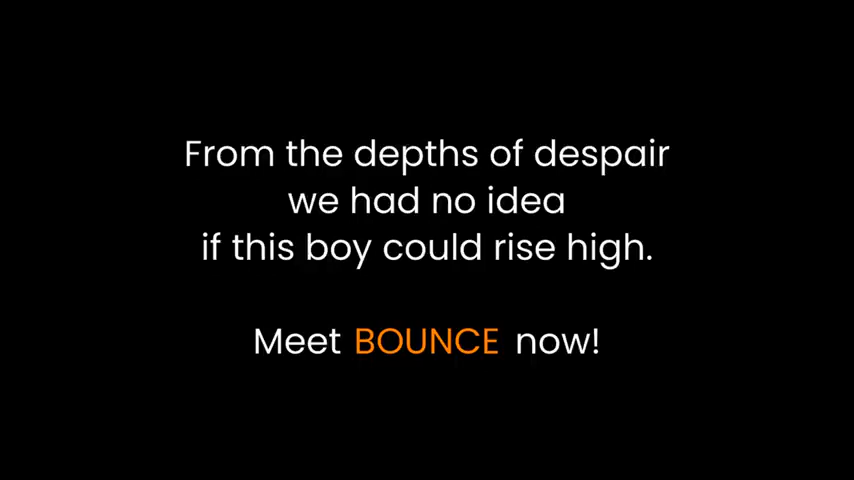 From the depths of despair
we had no idea
if this boy could rise high.
Meet BOUNCE now!